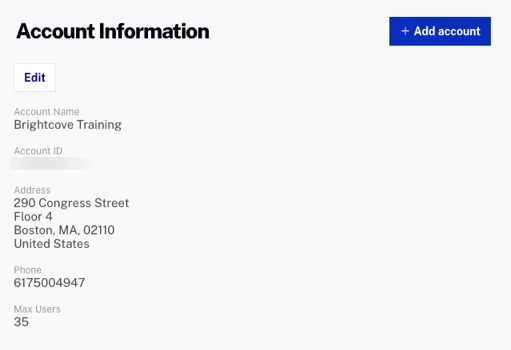 Account Information
+ Add account
Edit
Account Name
Brightcove Training
Account ID
Address
290 Congress Street
Floor 4
Boston, MA, 02110
United States
Phone
6175004947
Max Users
35